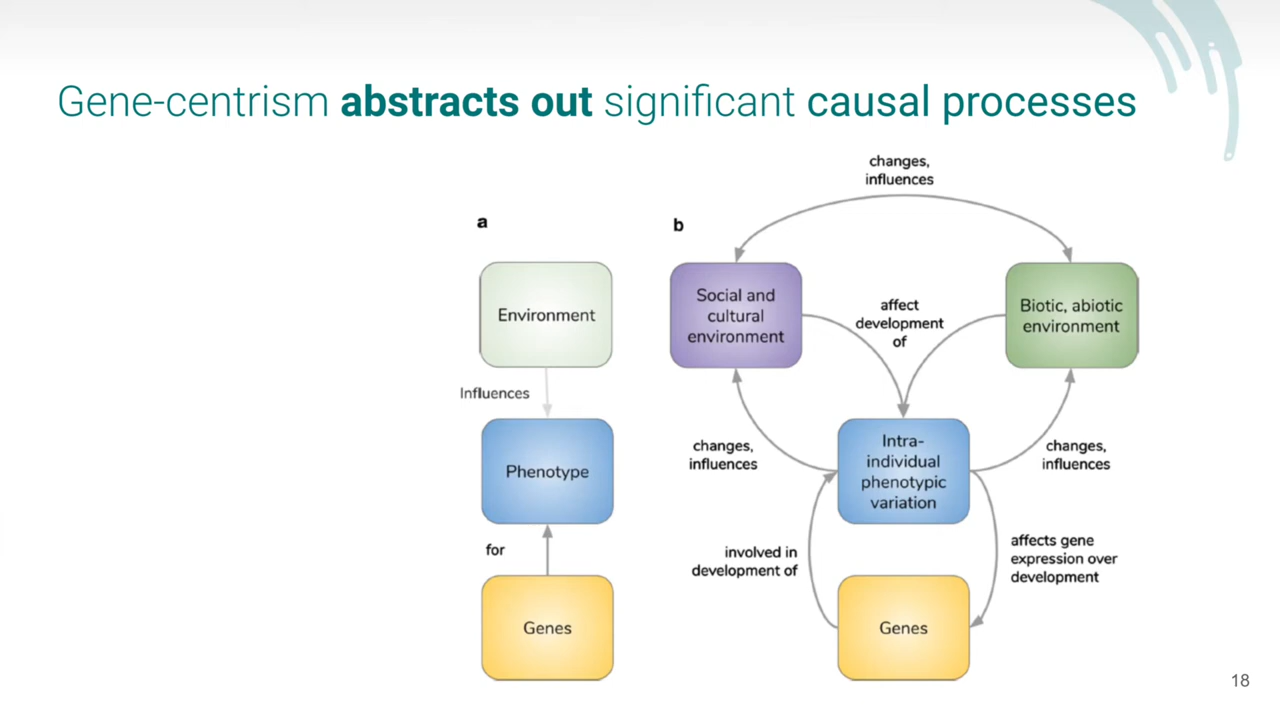 Gene-centrism abstracts out significant causal processes
a
Environment
Influences
Phenotype
for
Genes
b
changes,
influences
Social and
cultural
environment
affect
development
of
Biotic, abiotic
environment
changes,
influences
Intra-
individual
phenotypic
variation
changes,
influences
involved in
development of
affects gene
expression over
development
Genes
18